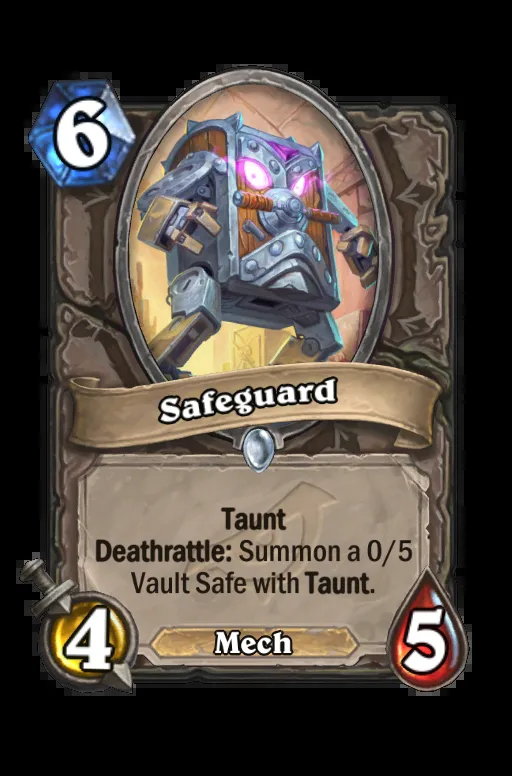 6
Safeguard
Taunt
Deathrattle: Summon a 0/5
Vault Safe with Taunt.
4
Mech
5